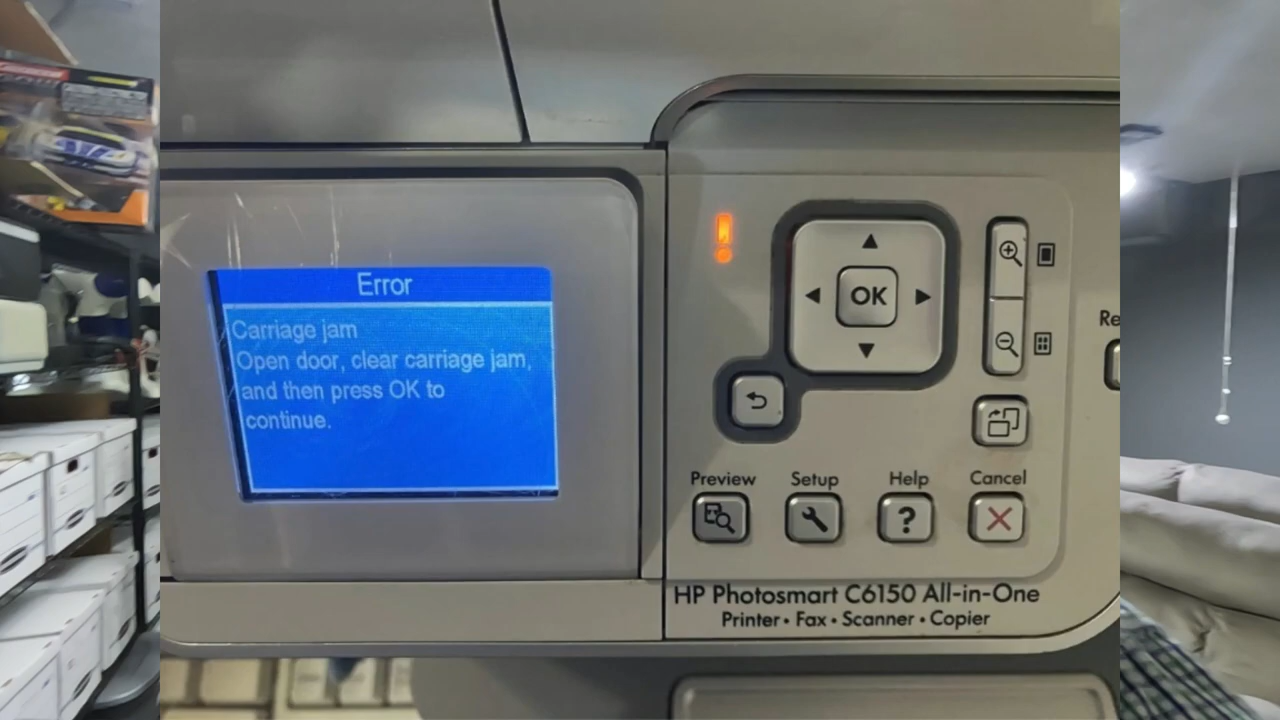 Error
Carriage jam
Open door, clear carriage jam,
and then press OK to
continue.
OK
Re
Preview Setup Help Cancel
HP Photosmart C6150 All-in-One
Printer • Fax • Scanner • Copier